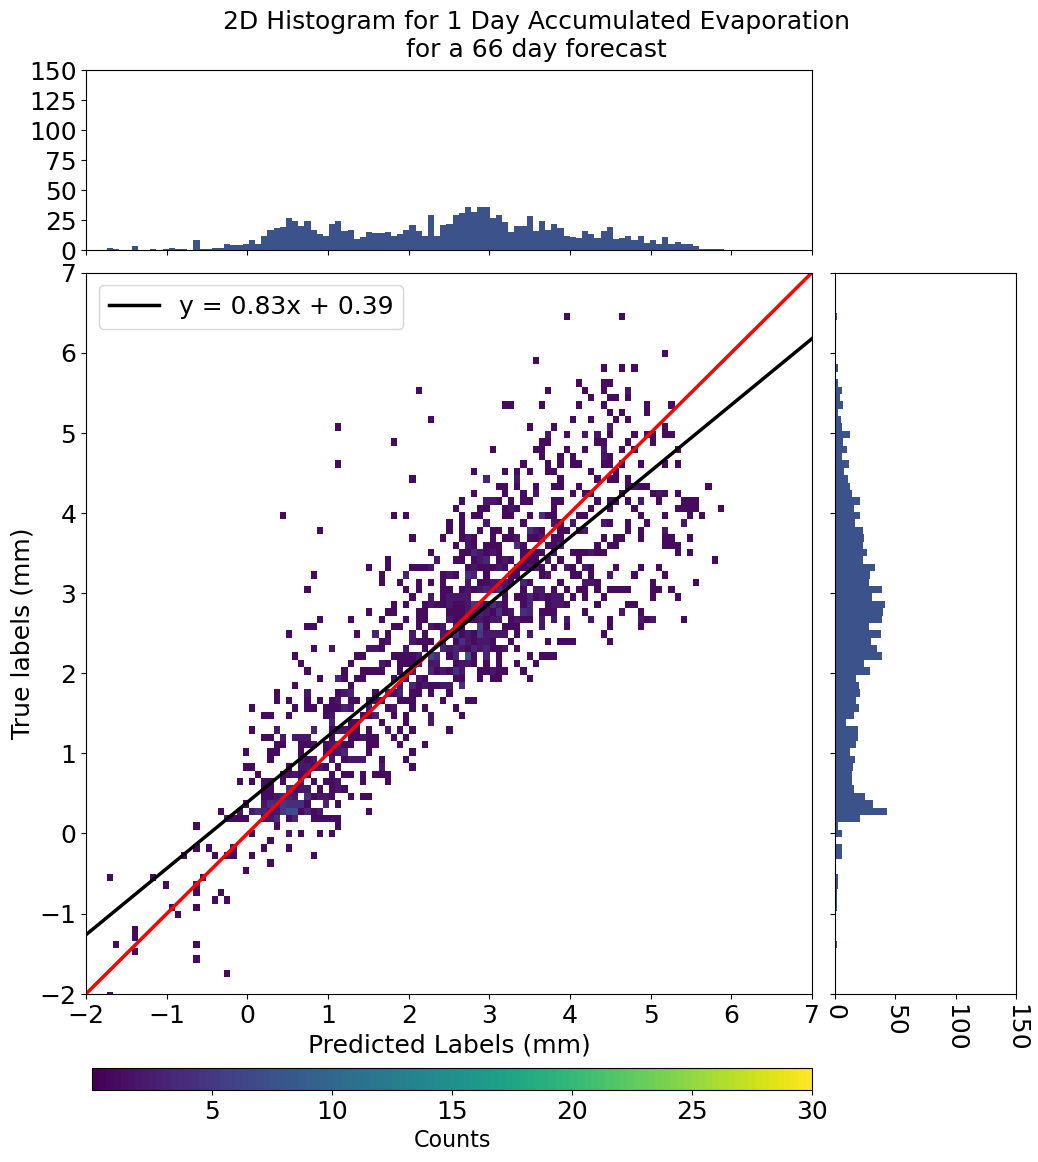 2D Histogram for 1 Day Accumulated Evaporation
for a 66 day forecast
150
125
100
75
50
25
0
7
6
5
4
3
2
1
0
−1
−2
True labels (mm)
y = 0.83x + 0.39
−2 −1 0 1 2 3 4 5 6 7
Predicted Labels (mm)
0 50 100 150
5 10 15 20 25 30
Counts